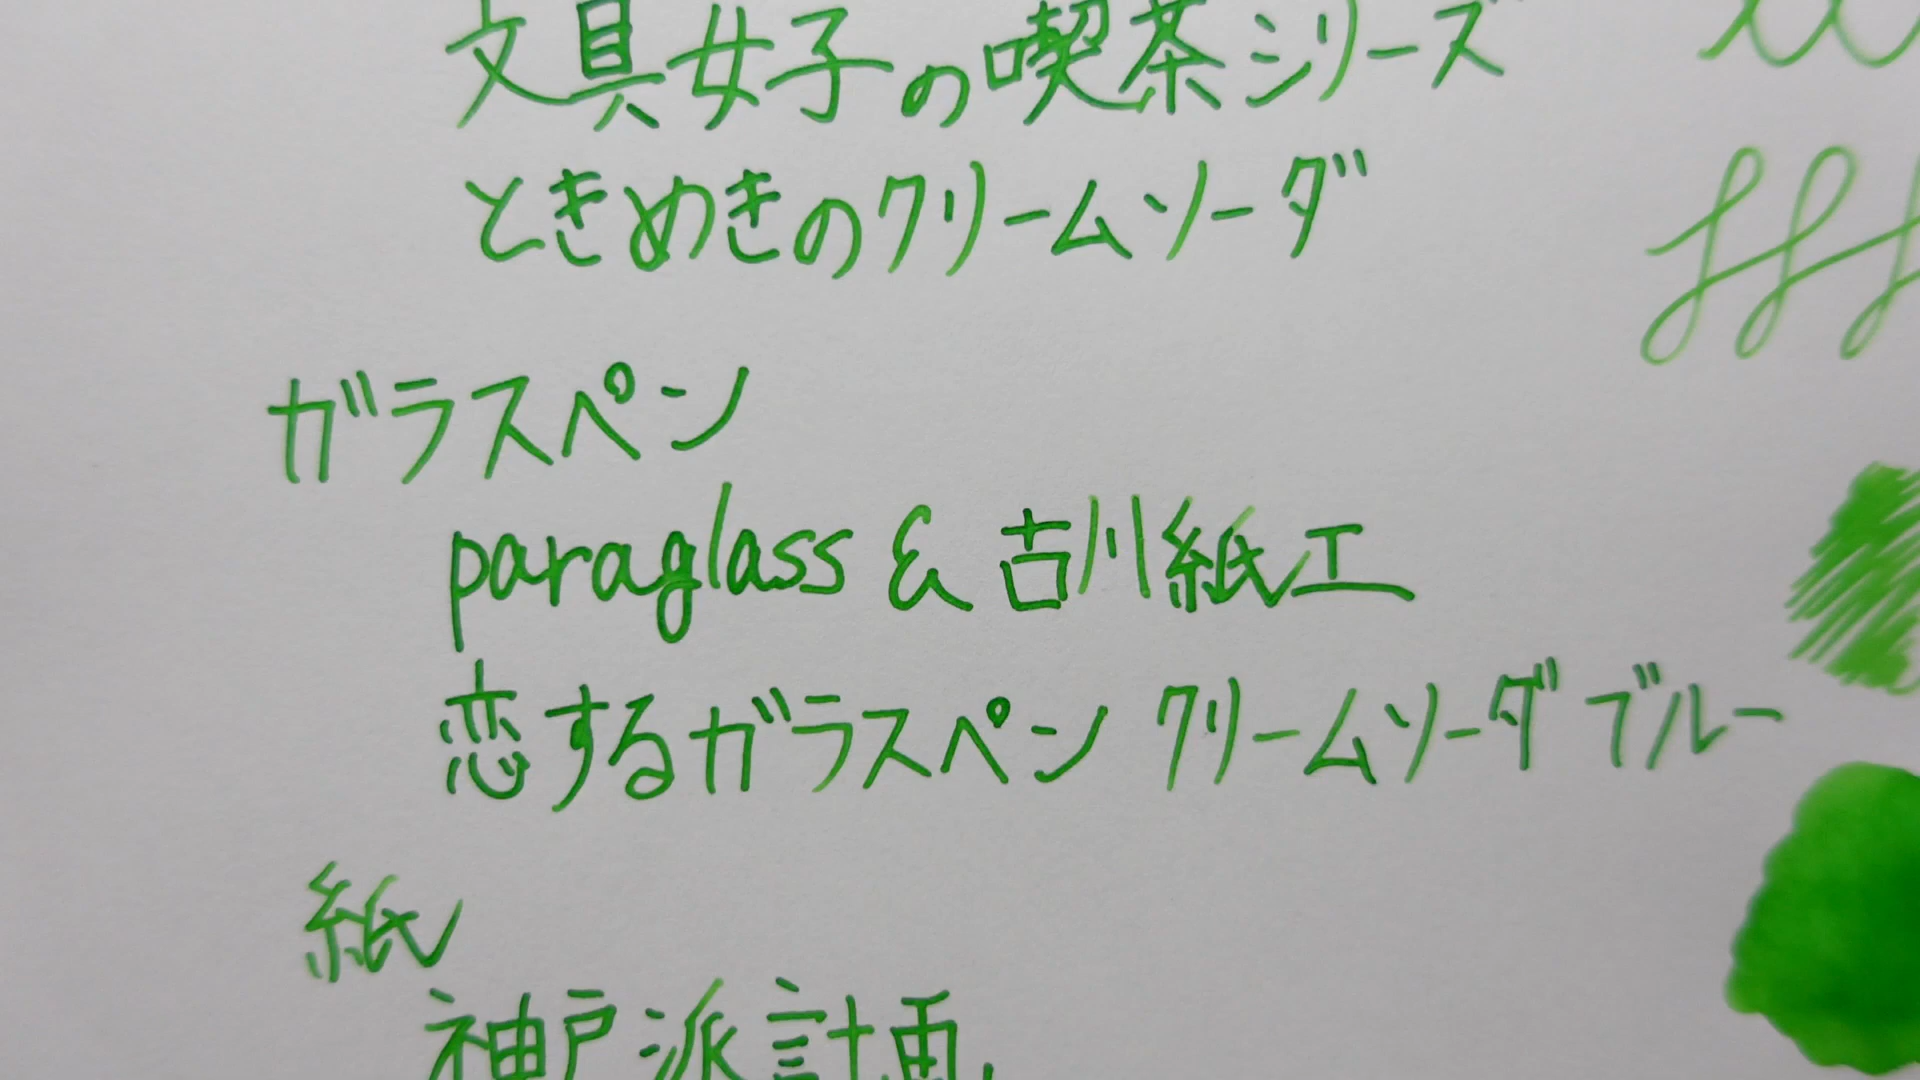 文具女子の喫茶シリーズ
ときめきのクリームソーダ
ガラスペン
paraglass & 古川紙工
恋するガラスペン クリームソーダブルー
紙
神戸派計画